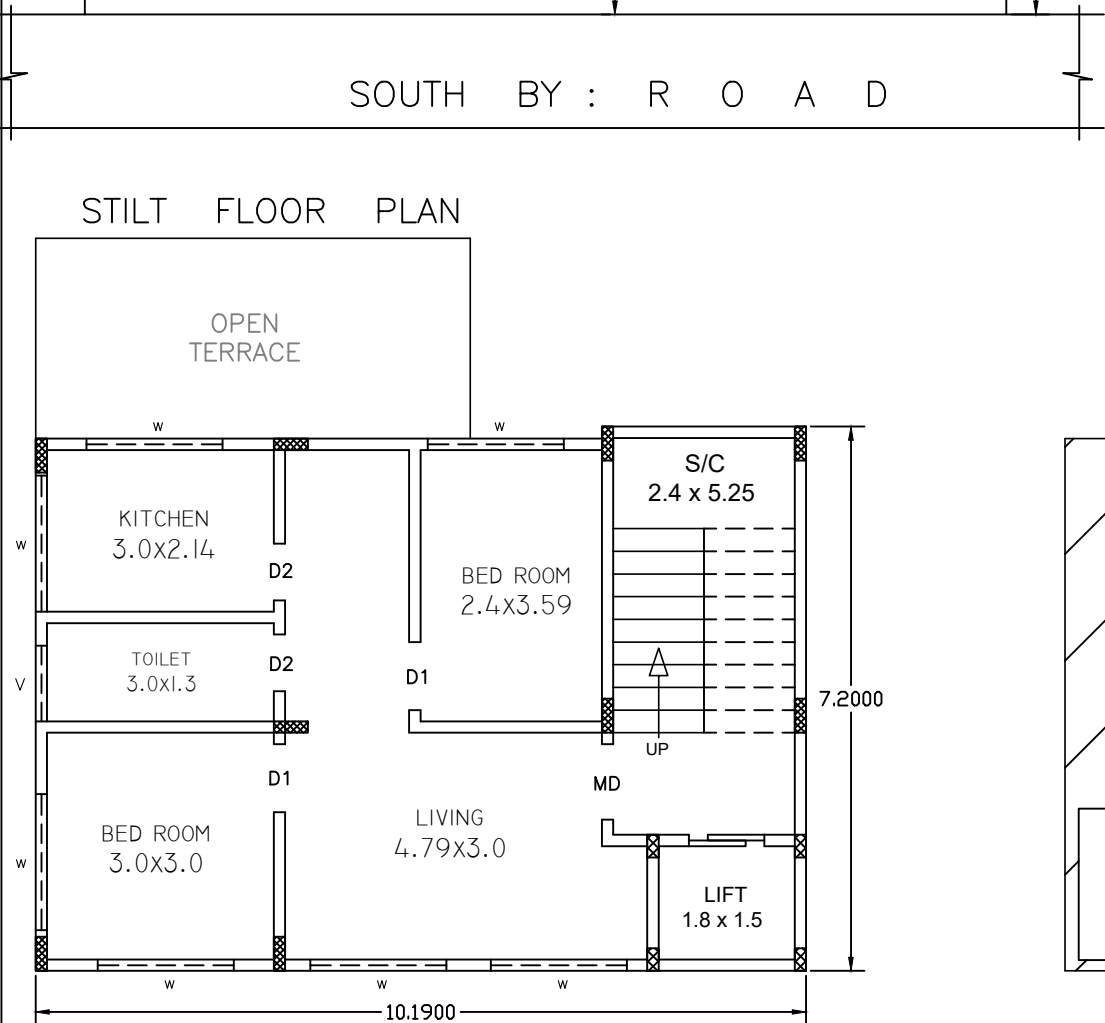 SOUTH BY : R O A D
STILT FLOOR PLAN
OPEN
TERRACE
W
W
S/C
2.4 x 5.25
KITCHEN
3.0X2.14
W
D2
BED ROOM
2.4X3.59
TOILET
3.0X1.3
D2
V
D1
7.2000
UP
D1
MD
BED ROOM
3.0X3.0
LIVING
4.79X3.0
W
LIFT
1.8 x 1.5
W
W
W
10.1900